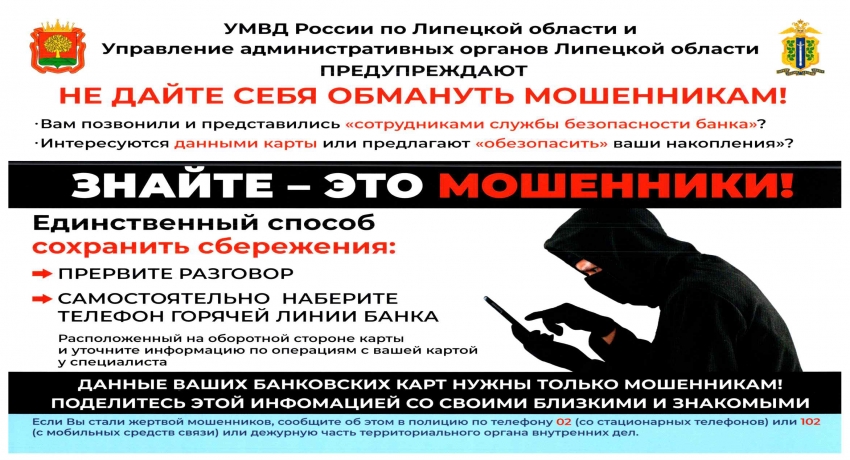 УМВД России по Липецкой области и
Управление административных органов Липецкой области
ПРЕДУПРЕЖДАЮТ
НЕ ДАЙТЕ СЕБЯ ОБМАНУТЬ МОШЕННИКАМ!
·Вам позвонили и представились «сотрудниками службы безопасности банка»?
·Интересуются данными карты или предлагают «обезопасить» ваши накопления»?
ЗНАЙТЕ – ЭТО МОШЕННИКИ!
Единственный способ
сохранить сбережения:
ПРЕРВИТЕ РАЗГОВОР
САМОСТОЯТЕЛЬНО НАБЕРИТЕ
ТЕЛЕФОН ГОРЯЧЕЙ ЛИНИИ БАНКА
Расположенный на оборотной стороне карты
и уточните информацию по операциям с вашей картой
у специалиста
ДАННЫЕ ВАШИХ БАНКОВСКИХ КАРТ НУЖНЫ ТОЛЬКО МОШЕННИКАМ!
ПОДЕЛИТЕСЬ ЭТОЙ ИНФОМАЦИЕЙ СО СВОИМИ БЛИЗКИМИ И ЗНАКОМЫМИ
Если Вы стали жертвой мошенников, сообщите об этом в полицию по телефону 02 (со стационарных телефонов) или 102
(с мобильных средств связи) или дежурную часть территориального органа внутренних дел.